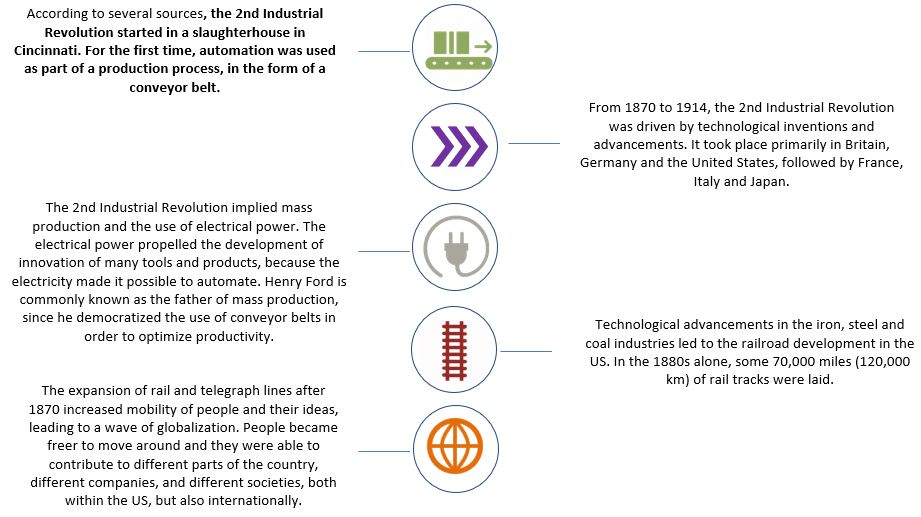 According to several sources, the 2nd Industrial
Revolution started in a slaughterhouse in
Cincinnati. For the first time, automation was used
as part of a production process, in the form of a
conveyor belt.
From 1870 to 1914, the 2nd Industrial Revolution
was driven by technological inventions and
advancements. It took place primarily in Britain,
Germany and the United States, followed by France,
Italy and Japan.
The 2nd Industrial Revolution implied mass
production and the use of electrical power. The
electrical power propelled the development of
innovation of many tools and products, because the
electricity made it possible to automate. Henry Ford is
commonly known as the father of mass production,
since he democratized the use of conveyor belts in
order to optimize productivity.
Technological advancements in the iron, steel and
coal industries led to the railroad development in the
US. In the 1880s alone, some 70,000 miles (120,000
km) of rail tracks were laid.
The expansion of rail and telegraph lines after
1870 increased mobility of people and their ideas,
leading to a wave of globalization. People became
freer to move around and they were able to
contribute to different parts of the country,
different companies, and different societies, both
within the US, but also internationally.